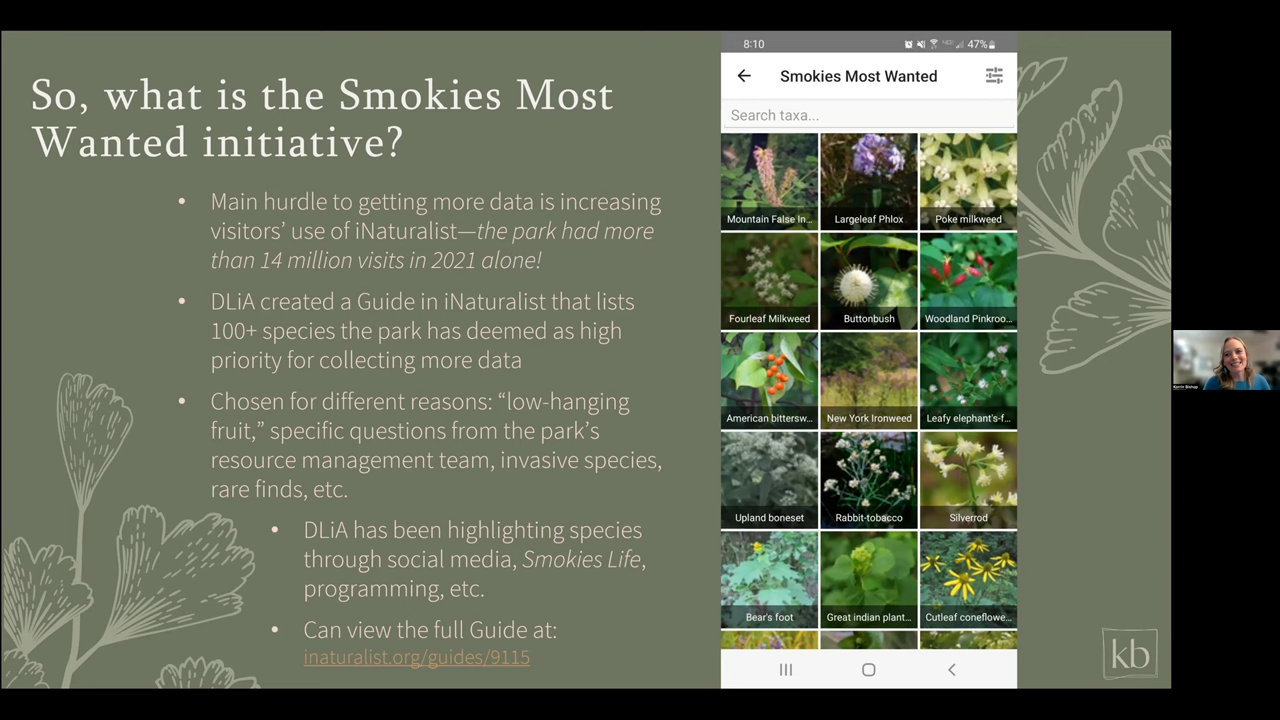 So, what is the Smokies Most
Wanted initiative?
• Main hurdle to getting more data is increasing
visitors’ use of iNaturalist—the park had more
than 14 million visits in 2021 alone!
• DLiA created a Guide in iNaturalist that lists
100+ species the park has deemed as high
priority for collecting more data
• Chosen for different reasons: “low-hanging
fruit,” specific questions from the park’s
resource management team, invasive species,
rare finds, etc.
• DLiA has been highlighting species
through social media, Smokies Life,
programming, etc.
• Can view the full Guide at:
inaturalist.org/guides/9115
8:10
47%
Smokies Most Wanted
Search taxa...
Mountain False In...
Largeleaf Phlox
Poke milkweed
Fourleaf Milkweed
Buttonbush
Woodland Pinkroo...
American bittersw...
New York Ironweed
Leafy elephant's-f...
Upland boneset
Rabbit-tobacco
Silverrod
Bear's foot
Great indian plant...
Cutleaf coneflowe...
kb